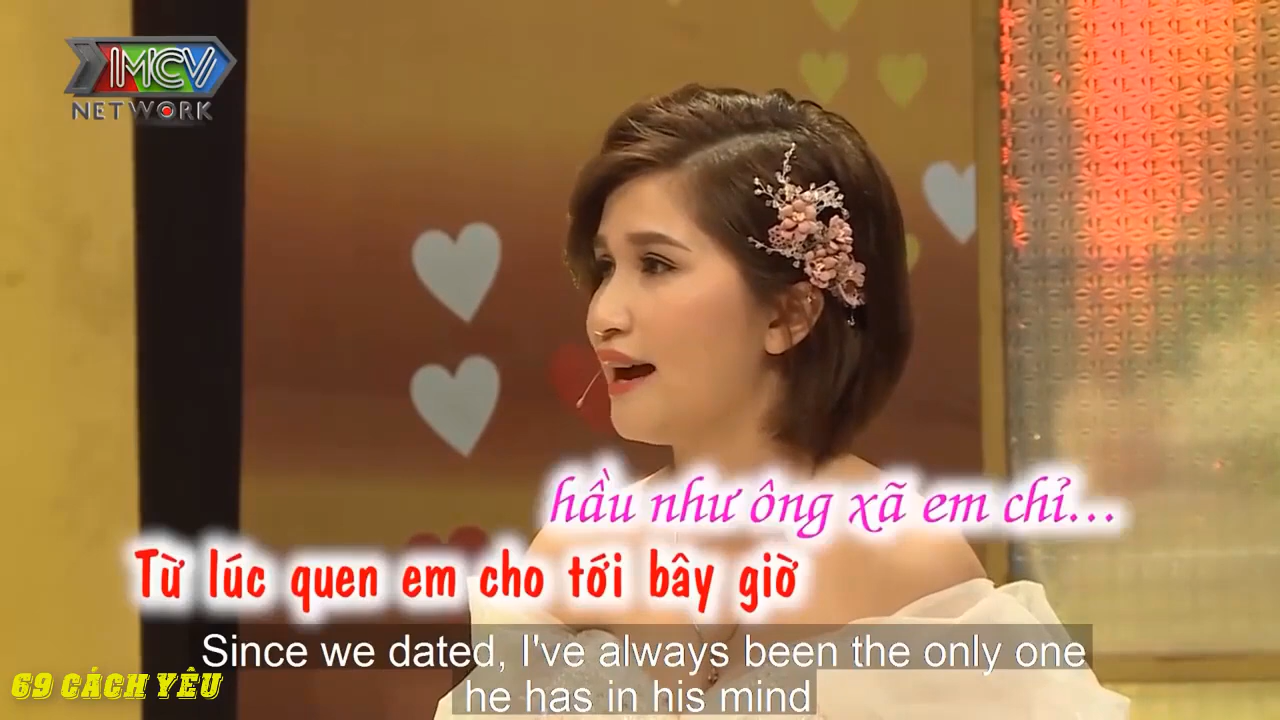 MCV
NETWORK
hầu như ông xã em chỉ...
Từ lúc quen em cho tới bây giờ
Since we dated, I've always been the only one
he has in his mind
69 CÁCH YÊU